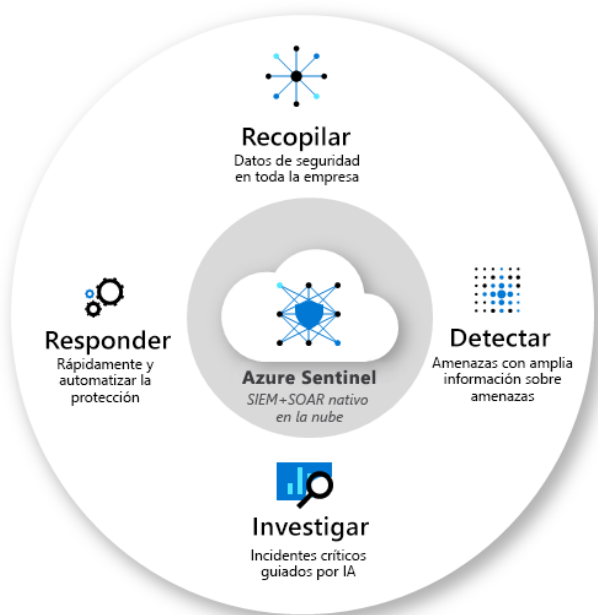 Recopilar
Datos de seguridad
en toda la empresa
Responder
Rápidamente y
automatizar la
protección
Azure Sentinel
SIEM+SOAR nativo
en la nube
Detectar
Amenazas con amplia
información sobre
amenazas
Investigar
Incidentes críticos
guiados por IA